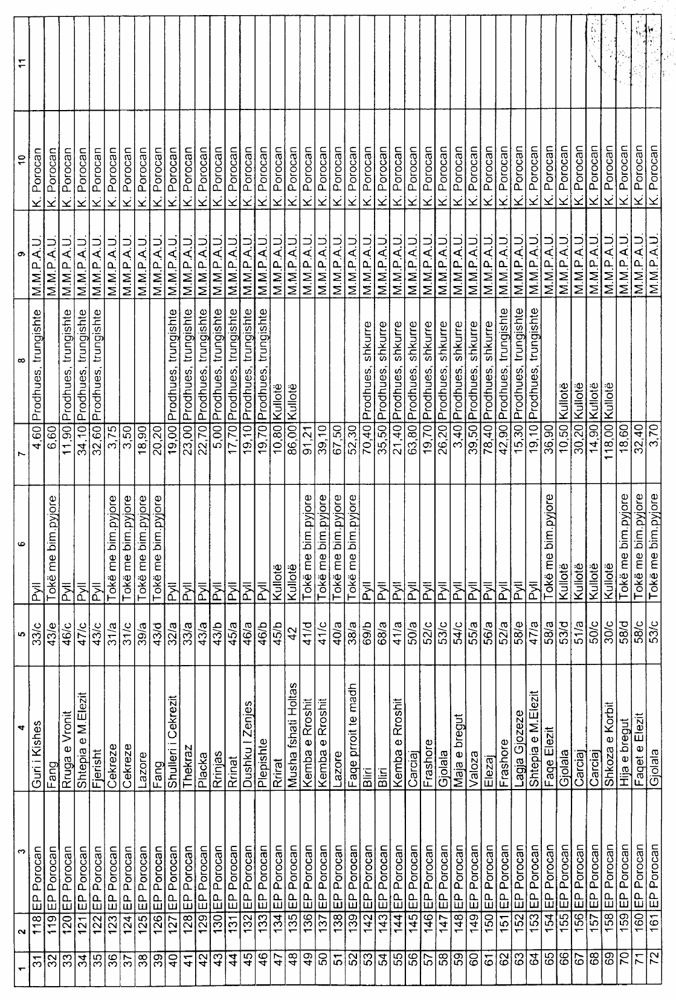 1 2 3 4 5 6 7 8 9 10 11
31 118 EP Porocan Guri i Kishes 33/c Pyll 4,60 Prodhues, trungishte M.M.P.A.U. K. Porocan
32 119 EP Porocan Fang 43/e Tokë me bim.pyjore 6,60 M.M.P.A.U. K. Porocan
33 120 EP Porocan Rruga e Vronit 46/c Pyll 11,90 Prodhues, trungishte M.M.P.A.U. K. Porocan
34 121 EP Porocan Shtepia e M.Elezit 47/c Pyll 34,10 Prodhues, trungishte M.M.P.A.U. K. Porocan
35 122 EP Porocan Fjerisht 43/c Pyll 32,60 Prodhues, trungishte M.M.P.A.U. K. Porocan
36 123 EP Porocan Cekreze 31/a Tokë me bim.pyjore 3,75 M.M.P.A.U. K. Porocan
37 124 EP Porocan Cekreze 31/c Tokë me bim.pyjore 3,50 M.M.P.A.U. K. Porocan
38 125 EP Porocan Lazore 39/a Tokë me bim.pyjore 18,90 M.M.P.A.U. K. Porocan
39 126 EP Porocan Fang 43/d Tokë me bim.pyjore 20,20 M.M.P.A.U. K. Porocan
40 127 EP Porocan Shulleri i Cekrezit 32/a Pyll 19,00 Prodhues, trungishte M.M.P.A.U. K. Porocan
41 128 EP Porocan Thekraz 33/a Pyll 23,00 Prodhues, trungishte M.M.P.A.U. K. Porocan
42 129 EP Porocan Placka 43/a Pyll 22,70 Prodhues, trungishte M.M.P.A.U. K. Porocan
43 130 EP Porocan Rrinjas 43/b Pyll 5,00 Prodhues, trungishte M.M.P.A.U. K. Porocan
44 131 EP Porocan Rrinat 45/a Pyll 17,70 Prodhues, trungishte M.M.P.A.U. K. Porocan
45 132 EP Porocan Dushku I Zenjes 46/a Pyll 19,10 Prodhues, trungishte M.M.P.A.U. K. Porocan
46 133 EP Porocan Plepishte 46/b Pyll 19,70 Prodhues, trungishte M.M.P.A.U. K. Porocan
47 134 EP Porocan Rrirat 45/b Kullotë 10,80 Kullotë M.M.P.A.U. K. Porocan
48 135 EP Porocan Musha fshati Holtas 42 Kullotë 86,00 Kullotë M.M.P.A.U. K. Porocan
49 136 EP Porocan Kemba e Rroshit 41/d Tokë me bim.pyjore 91,21 M.M.P.A.U. K. Porocan
50 137 EP Porocan Kemba e Rroshit 41/c Tokë me bim.pyjore 39,10 M.M.P.A.U. K. Porocan
51 138 EP Porocan Lazore 40/a Tokë me bim.pyjore 67,50 M.M.P.A.U. K. Porocan
52 139 EP Porocan Faqe prroit te madh 38/a Tokë me bim.pyjore 52,30 M.M.P.A.U. K. Porocan
53 142 EP Porocan Bliri 69/b Pyll 70,40 Prodhues, shkurre M.M.P.A.U. K. Porocan
54 143 EP Porocan Bliri 68/a Pyll 35,50 Prodhues, shkurre M.M.P.A.U. K. Porocan
55 144 EP Porocan Kemba e Rroshit 41/a Pyll 21,40 Prodhues, shkurre M.M.P.A.U. K. Porocan
56 145 EP Porocan Carciaj 50/a Pyll 63,80 Prodhues, shkurre M.M.P.A.U. K. Porocan
57 146 EP Porocan Frashore 52/c Pyll 19,70 Prodhues, shkurre M.M.P.A.U. K. Porocan
58 147 EP Porocan Gjolala 53/c Pyll 26,20 Prodhues, shkurre M.M.P.A.U. K. Porocan
59 148 EP Porocan Maja e bregut 54/c Pyll 3,40 Prodhues, shkurre M.M.P.A.U. K. Porocan
60 149 EP Porocan Valoza 55/a Pyll 39,50 Prodhues, shkurre M.M.P.A.U. K. Porocan
61 150 EP Porocan Elezaj 56/a Pyll 78,40 Prodhues, shkurre M.M.P.A.U. K. Porocan
62 151 EP Porocan Frashore 52/a Pyll 42,90 Prodhues, trungishte M.M.P.A.U. K. Porocan
63 152 EP Porocan Lagja Gjozeze 58/e Pyll 15,30 Prodhues, trungishte M.M.P.A.U. K. Porocan
64 153 EP Porocan Shtepia e M.Elezit 47/a Pyll 19,10 Prodhues, trungishte M.M.P.A.U. K. Porocan
65 154 EP Porocan Faqe Elezit 58/a Tokë me bim.pyjore 36,90 M.M.P.A.U K. Porocan
66 155 EP Porocan Gjolala 53/d Kullotë 10,50 Kullotë M.M.P.A.U. K. Porocan
67 156 EP Porocan Carciaj 51/a Kullotë 30,20 Kullotë M.M.P.A.U. K. Porocan
68 157 EP Porocan Carciaj 50/c Kullotë 14,90 Kullotë M.M.P.A.U. K. Porocan
69 158 EP Porocan Shkoza e Korbit 30/c Kullotë 118,00 Kullotë M.M.P.A.U. K. Porocan
70 159 EP Porocan Hija e bregut 58/d Tokë me bim.pyjore 18,60 M.M.P.A.U. K. Porocan
71 160 EP Porocan Faqet e Elezit 58/c Tokë me bim.pyjore 32,40 M.M.P.A.U. K. Porocan
72 161 EP Porocan Gjolala 53/c Tokë me bim.pyjore 3,70 M.M.P.A.U. K. Porocan